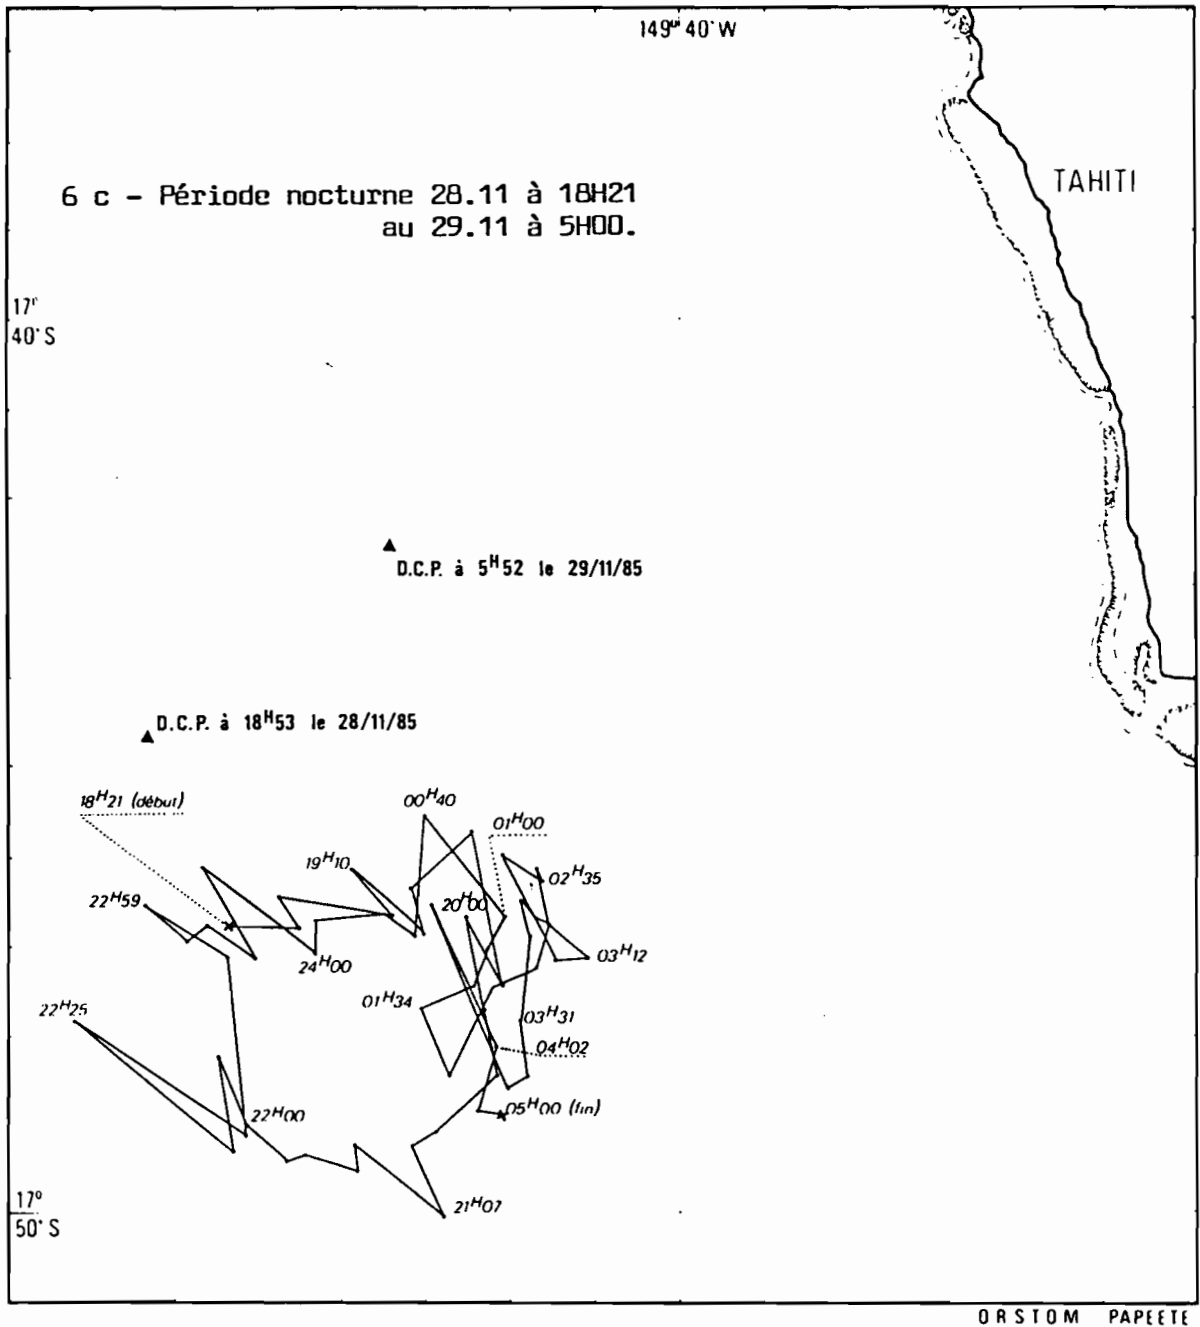 149° 40' W
TAHITI
6 c - Période nocturne 28.11 à 18H21
au 29.11 à 5H00.
17°
40' S
D.C.P. à 5H52 le 29/11/85
D.C.P. à 18H53 le 28/11/85
18H21 (début)
00H40
01H00
19H10
02H35
22H59
20H00
24H00
03H12
01H34
22H25
03H31
04H02
22H00
05H00 (fin)
21H07
17°
50' S
ORSTOM PAPEETE